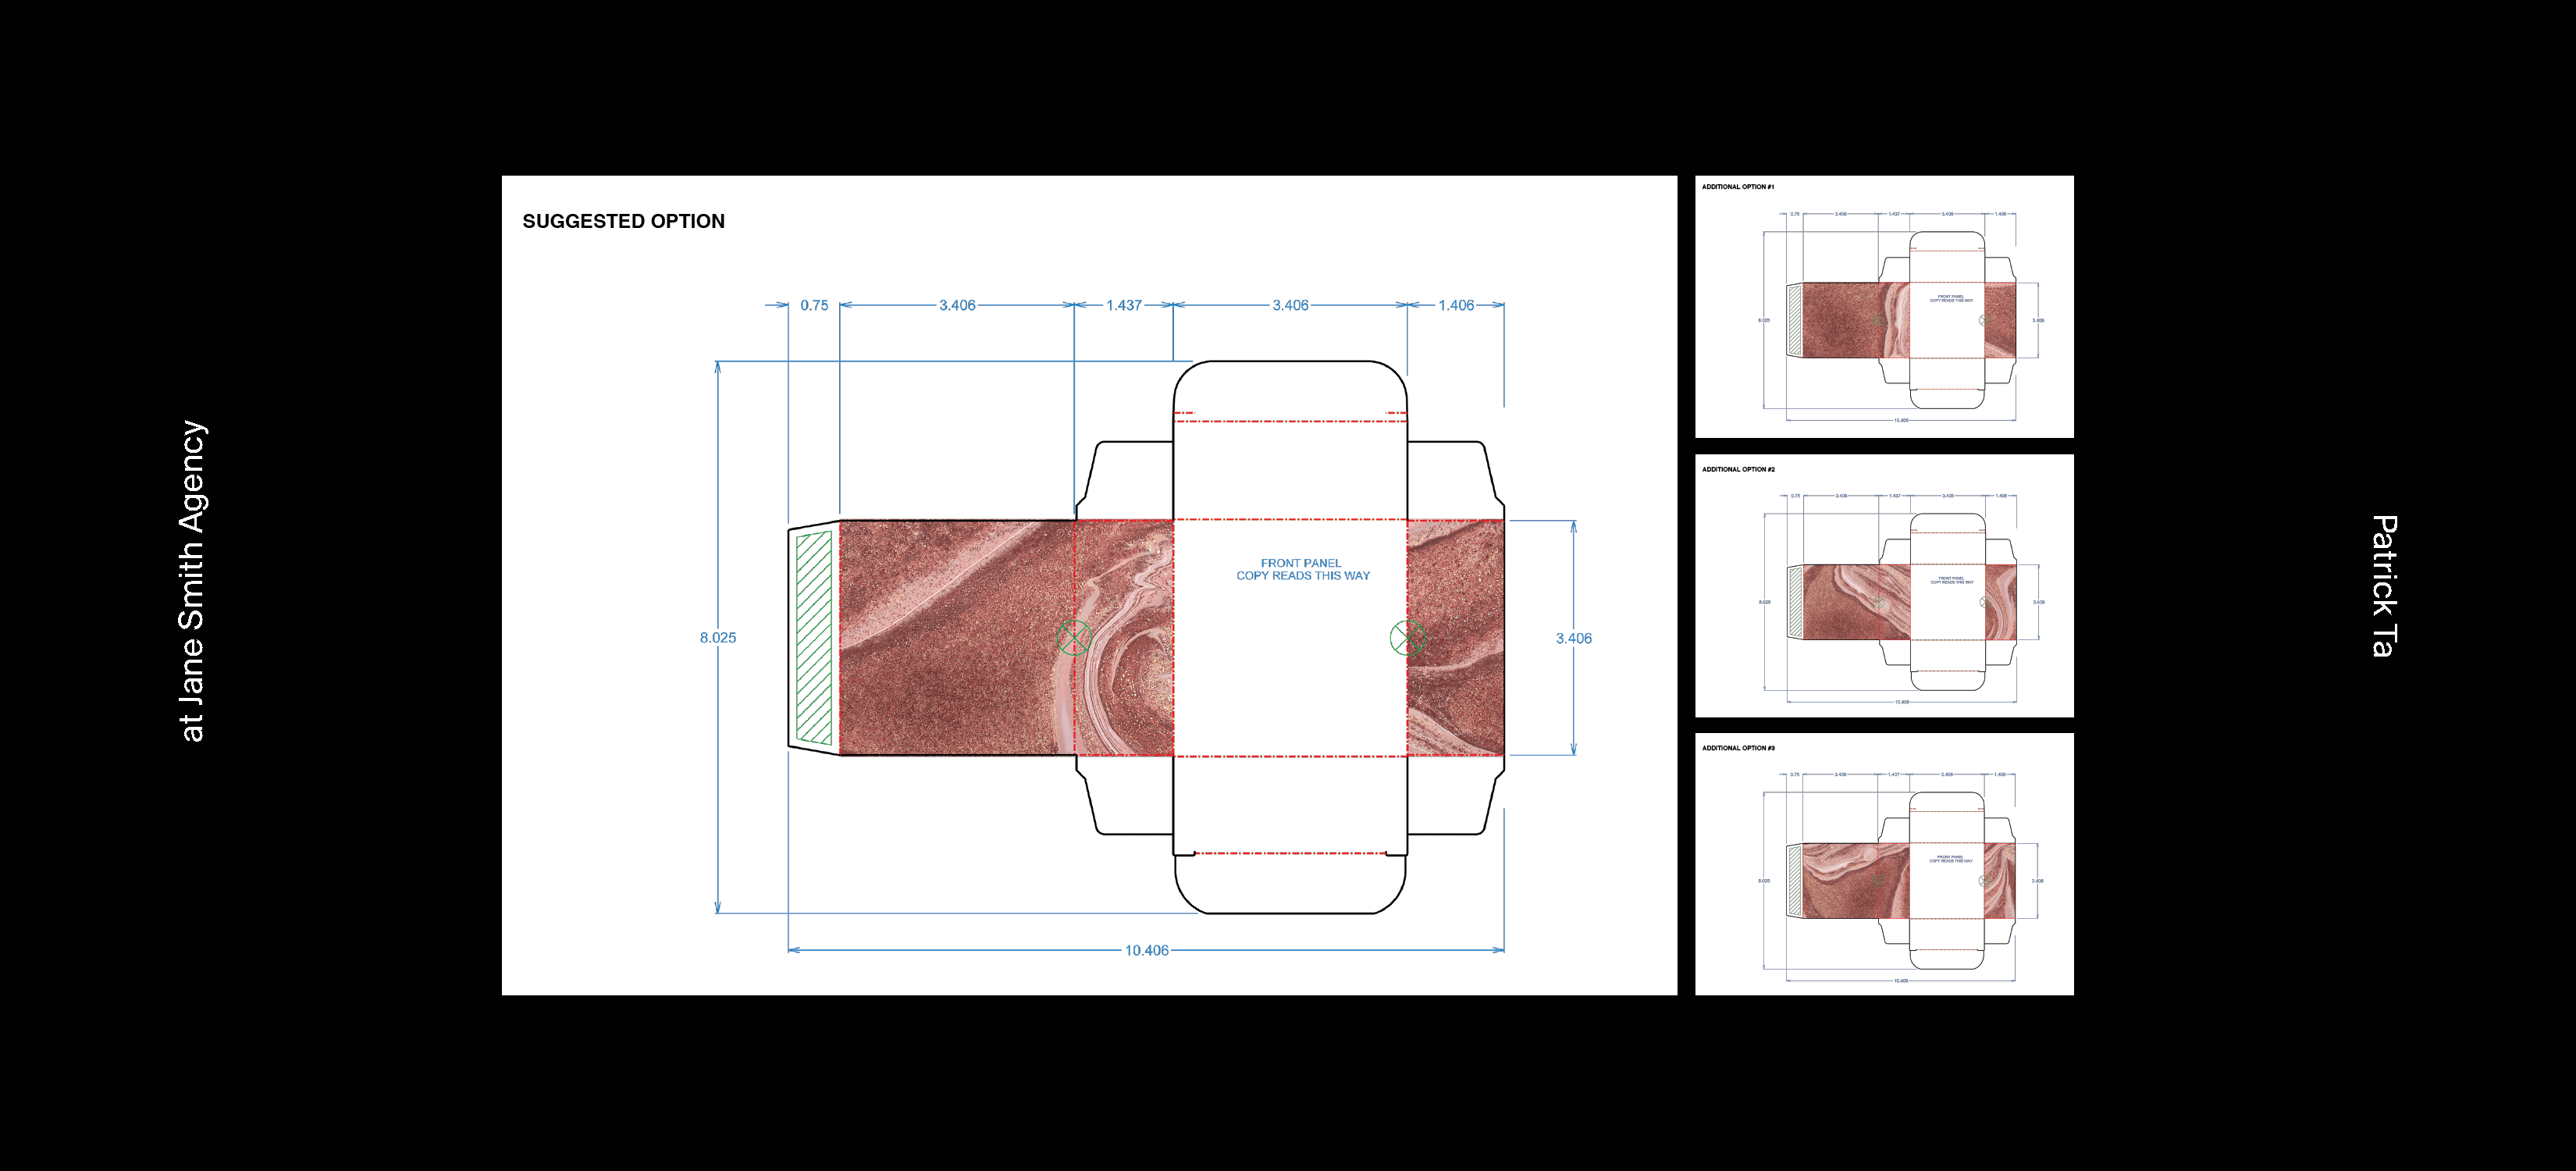 at Jane Smith Agency
SUGGESTED OPTION
0.75
3.406
1.437
3.406
1.406
FRONT PANEL
COPY READS THIS WAY
8.025
3.406
10.406
ADDITIONAL OPTION #1
0.75
3.406
1.437
3.406
1.406
FRONT PANEL
COPY READS THIS WAY
8.025
3.406
10.406
ADDITIONAL OPTION #2
0.75
3.406
1.437
3.406
1.406
FRONT PANEL
COPY READS THIS WAY
8.025
3.406
10.406
ADDITIONAL OPTION #3
0.75
3.406
1.437
3.406
1.406
FRONT PANEL
COPY READS THIS WAY
8.025
3.406
10.406
Patrick Ta